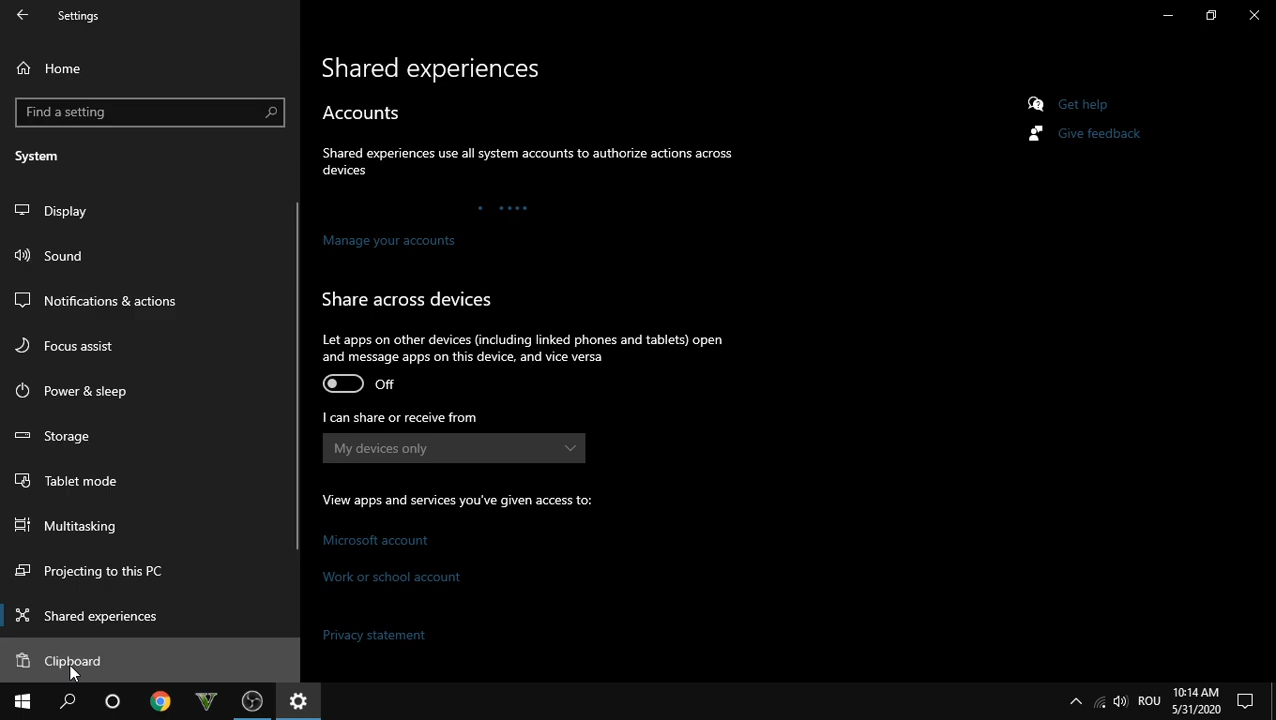 Settings
Home
Find a setting
System
Display
Sound
Notifications & actions
Focus assist
Power & sleep
Storage
Tablet mode
Multitasking
Projecting to this PC
Shared experiences
Clipboard
Shared experiences
Accounts
Shared experiences use all system accounts to authorize actions across
devices
Manage your accounts
Share across devices
Let apps on other devices (including linked phones and tablets) open
and message apps on this device, and vice versa
Off
I can share or receive from
My devices only
View apps and services you've given access to:
Microsoft account
Work or school account
Privacy statement
Get help
Give feedback
ROU
10:14 AM
5/31/2020